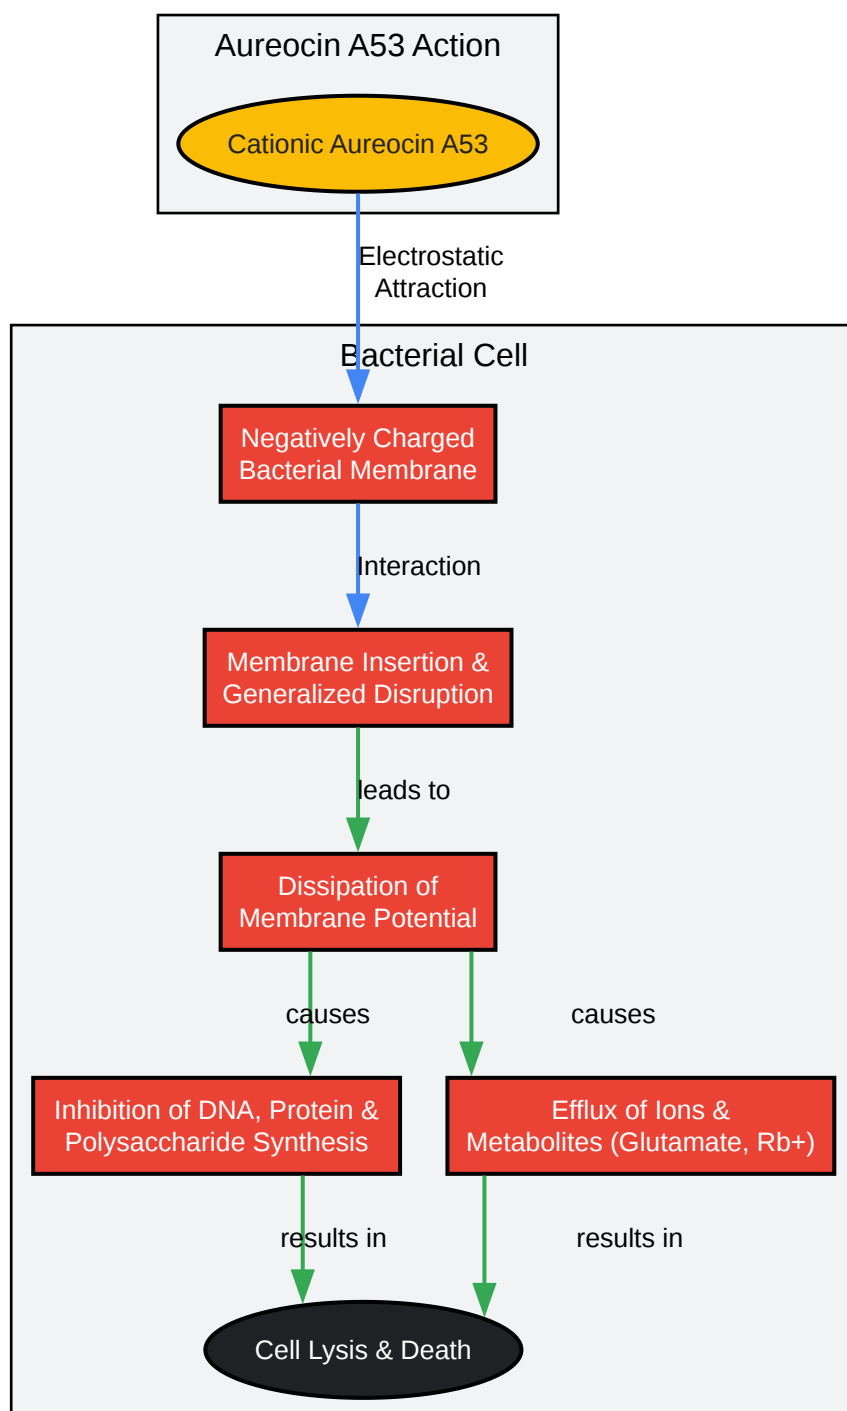 Aureocin A53 Action
Cationic Aureocin A53
Electrostatic
Attraction
Bacterial Cell
Negatively Charged
Bacterial Membrane
Interaction
Membrane Insertion &
Generalized Disruption
leads to
Dissipation of
Membrane Potential
causes
causes
Inhibition of DNA, Protein &
Polysaccharide Synthesis
Efflux of Ions &
Metabolites (Glutamate, Rb+)
results in
results in
Cell Lysis & Death